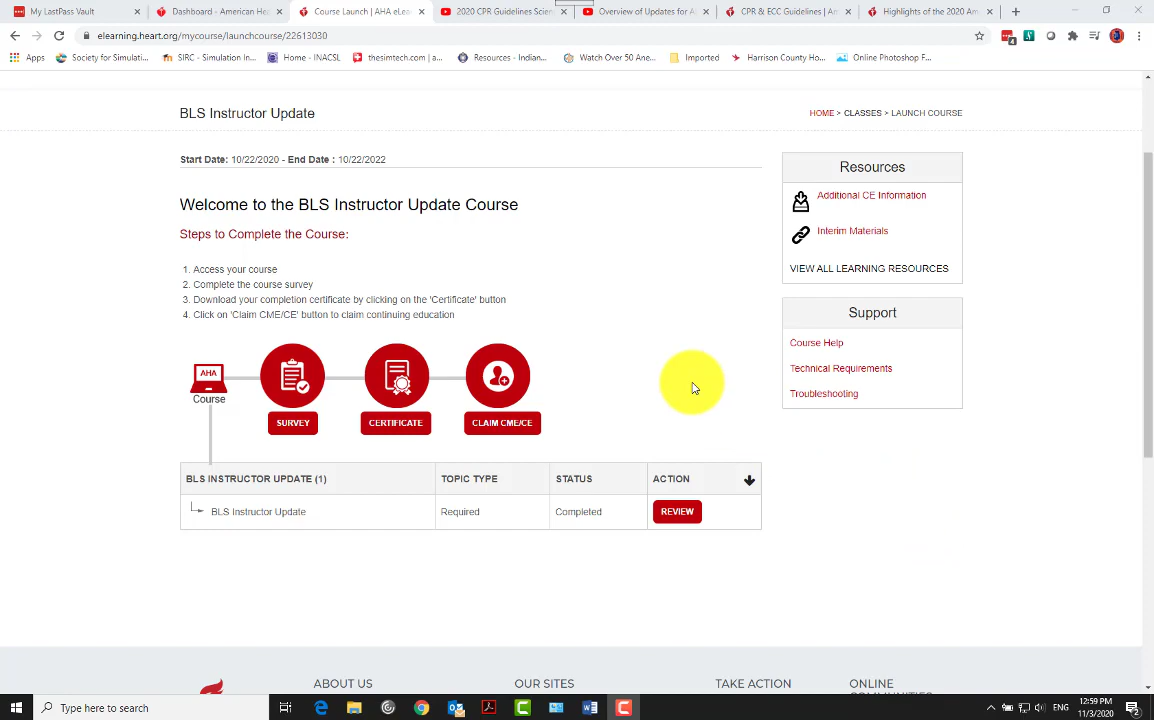 My LastPass Vault
Dashboard - American He
Course Launch | AHA eLea
2020 CPR Guidelines Scien
Overview of Updates for A
CPR & ECC Guidelines | An
Highlights of the 2020 Am
elearning.heart.org/mycourse/launchcourse/22613030
4
Apps
Society for Simulati...
SIRC - Simulation In...
Home - INACSL
thesimtech.com | a...
Resources - Indian...
Watch Over 50 Ane...
Imported
Harrison County Ho...
Online Photoshop F...
BLS Instructor Update
HOME > CLASSES > LAUNCH COURSE
Start Date: 10/22/2020 - End Date : 10/22/2022
Welcome to the BLS Instructor Update Course
Steps to Complete the Course:
1. Access your course
2. Complete the course survey
3. Download your completion certificate by clicking on the 'Certificate' button
4. Click on 'Claim CME/CE' button to claim continuing education
AHA
Course
SURVEY
CERTIFICATE
CLAIM CME/CE
BLS INSTRUCTOR UPDATE (1) TOPIC TYPE STATUS ACTION
BLS Instructor Update Required Completed REVIEW
Resources
Additional CE Information
Interim Materials
VIEW ALL LEARNING RESOURCES
Support
Course Help
Technical Requirements
Troubleshooting
ABOUT US
OUR SITES
TAKE ACTION
ONLINE
COMMUNITIES
Type here to search
ENG
12:59 PM
11/3/2020
2